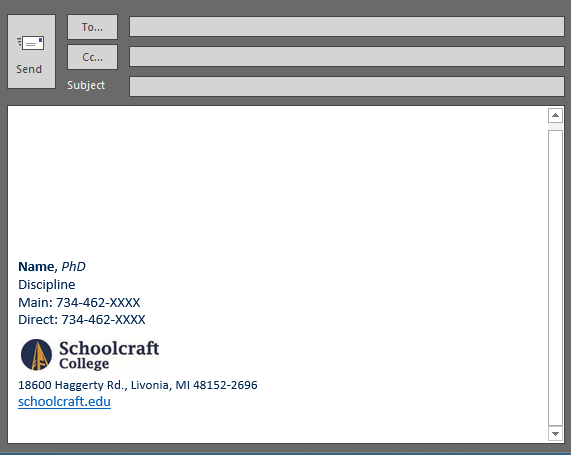 To...
Send
Cc...
Subject
Name, PhD
Discipline
Main: 734-462-XXXX
Direct: 734-462-XXXX
Schoolcraft
College
18600 Haggerty Rd., Livonia, MI 48152-2696
schoolcraft.edu